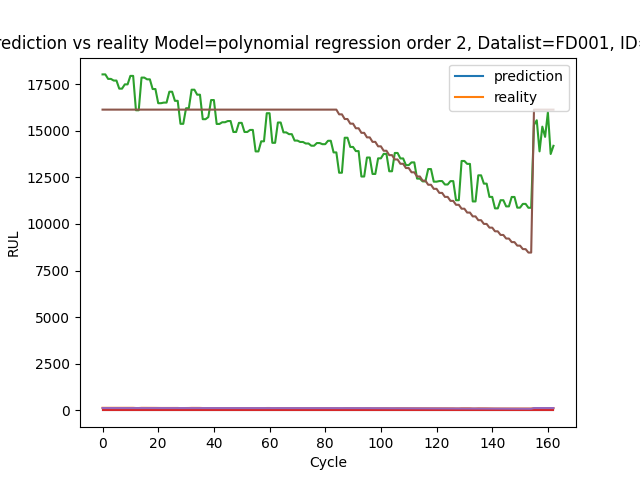 rediction vs reality Model=polynomial regression order 2, Datalist=FD001, ID=
prediction
reality
RUL
17500
15000
12500
10000
7500
5000
2500
0
0 20 40 60 80 100 120 140 160
Cycle